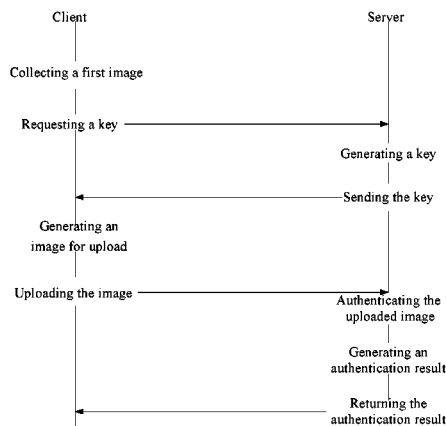 Client
Server
Collecting a first image
Requesting a key
Generating a key
Sending the key
Generating an
image for upload
Uploading the image
Authenticating the
uploaded image
Generating an
authentication result
Returning the
authentication result